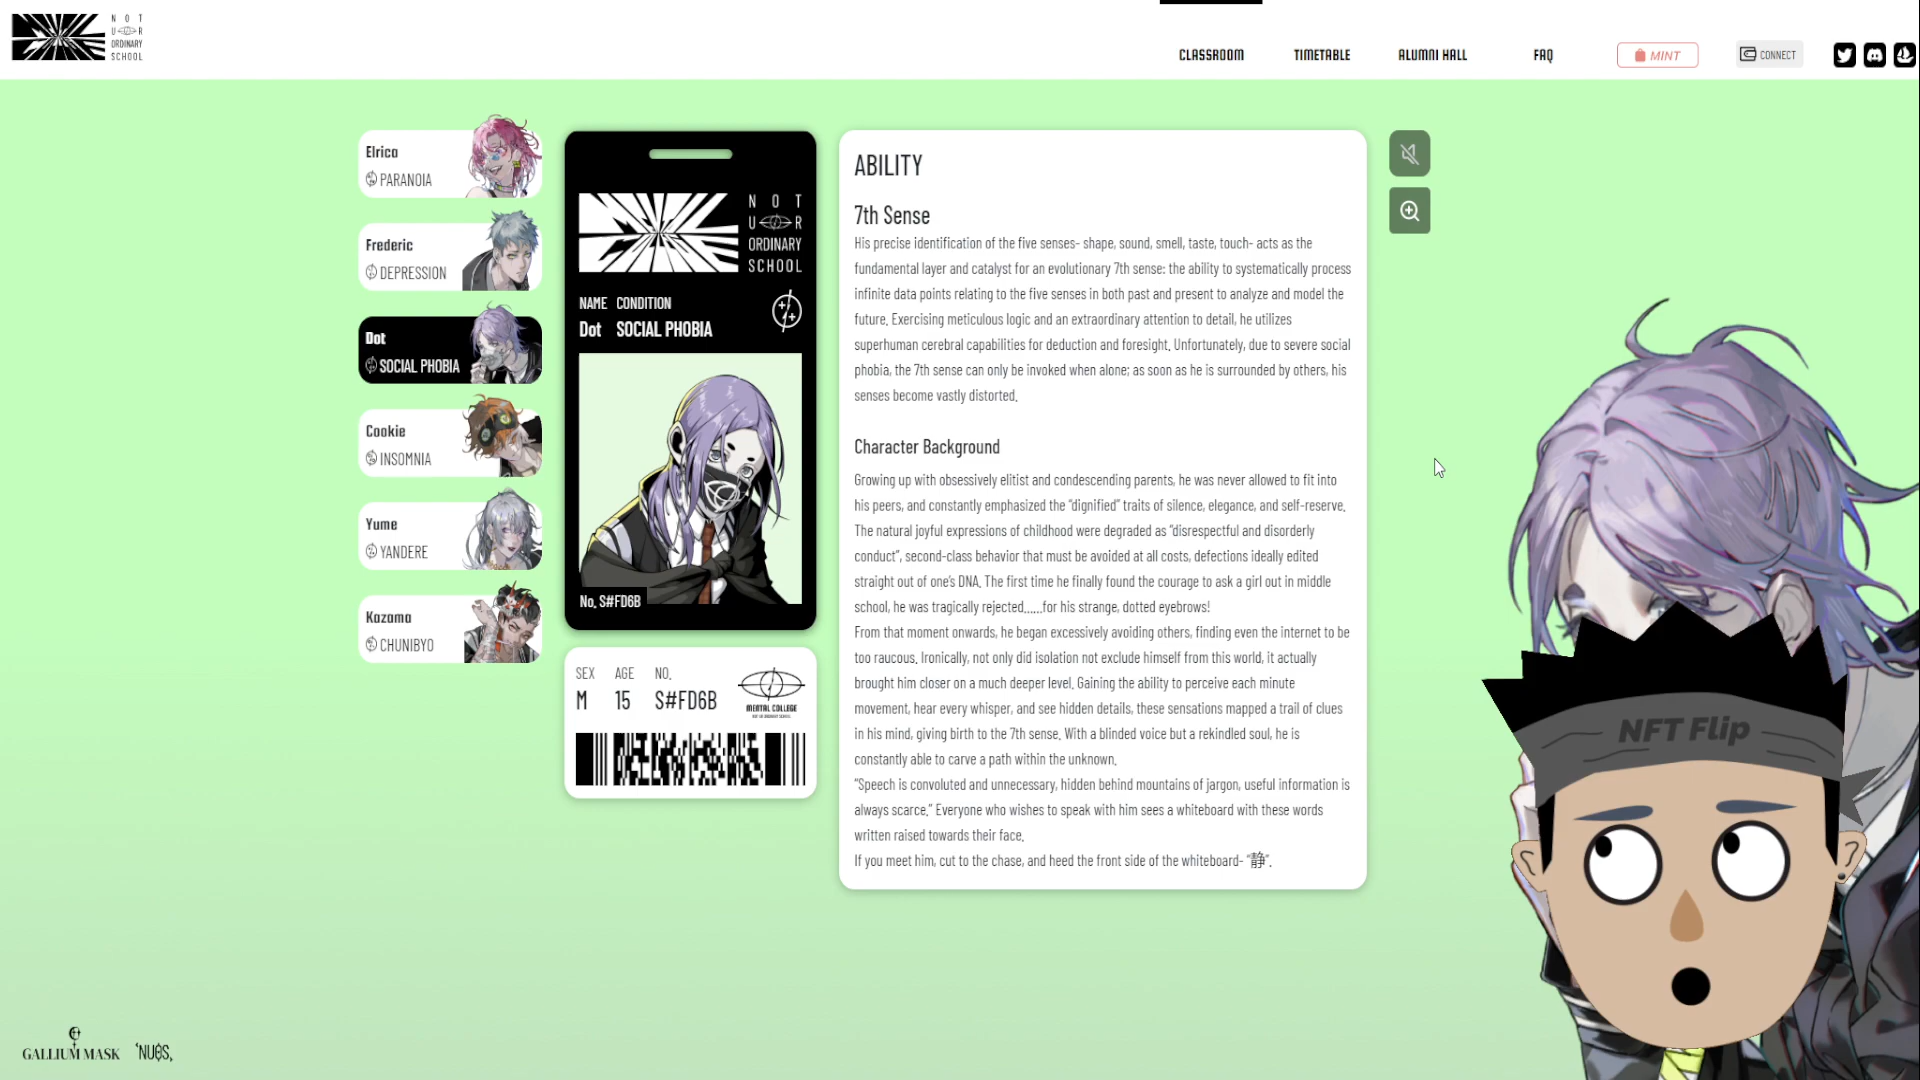 N O T
U R
ORDINARY
SCHOOL
CLASSROOM
TIMETABLE
ALUMNI HALL
FAQ
MINT
CONNECT
Elrica
PARANOIA
Frederic
DEPRESSION
Dot
SOCIAL PHOBIA
Cookie
INSOMNIA
Yume
YANDERE
Kazama
CHUNIBYO
N O T
U R
ORDINARY
SCHOOL
NAME CONDITION
Dot SOCIAL PHOBIA
No. S#FD6B
SEX AGE NO.
M 15 S#FD6B
MENTAL COLLEGE
NOT UR ORDINARY SCHOOL
ABILITY
7th Sense
His precise identification of the five senses- shape, sound, smell, taste, touch- acts as the
fundamental layer and catalyst for an evolutionary 7th sense: the ability to systematically process
infinite data points relating to the five senses in both past and present to analyze and model the
future. Exercising meticulous logic and an extraordinary attention to detail, he utilizes
superhuman cerebral capabilities for deduction and foresight. Unfortunately, due to severe social
phobia, the 7th sense can only be invoked when alone; as soon as he is surrounded by others, his
senses become vastly distorted.
Character Background
Growing up with obsessively elitist and condescending parents, he was never allowed to fit into
his peers, and constantly emphasized the “dignified” traits of silence, elegance, and self-reserve.
The natural joyful expressions of childhood were degraded as “disrespectful and disorderly
conduct”, second-class behavior that must be avoided at all costs, defections ideally edited
straight out of one’s DNA. The first time he finally found the courage to ask a girl out in middle
school, he was tragically rejected......for his strange, dotted eyebrows!
From that moment onwards, he began excessively avoiding others, finding even the internet to be
too raucous. Ironically, not only did isolation not exclude himself from this world, it actually
brought him closer on a much deeper level. Gaining the ability to perceive each minute
movement, hear every whisper, and see hidden details, these sensations mapped a trail of clues
in his mind, giving birth to the 7th sense. With a blinded voice but a rekindled soul, he is
constantly able to carve a path within the unknown.
“Speech is convoluted and unnecessary, hidden behind mountains of jargon, useful information is
always scarce.” Everyone who wishes to speak with him sees a whiteboard with these words
written raised towards their face.
If you meet him, cut to the chase, and heed the front side of the whiteboard- “静”.
NFT Flip
GALLIUM MASK
'NUOS,